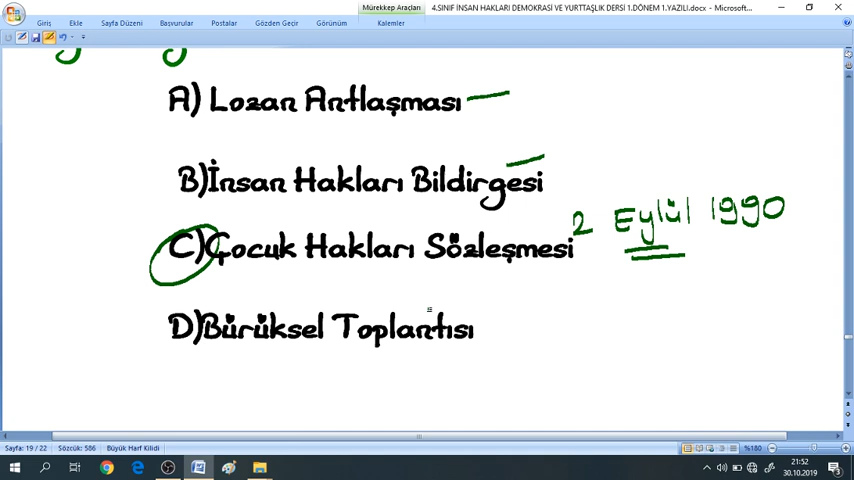 Mürekkep Araçları
4.SINIF İNSAN HAKLARI DEMOKRASİ VE YURTTAŞLIK DERSİ 1.DÖNEM 1.YAZILI.docx - Microsoft...
Giriş Ekle Sayfa Düzeni Başvurular Postalar Gözden Geçir Görünüm Kalemler
A) Lozan Antlaşması
B)İnsan Hakları Bildirgesi
2 Eylül 1990
C)Çocuk Hakları Sözleşmesi
D)Bürüksel Toplantısı
Sayfa: 19 / 22 Sözcük: 586 Büyük Harf Kilidi %180
21:52
30.10.2019
3